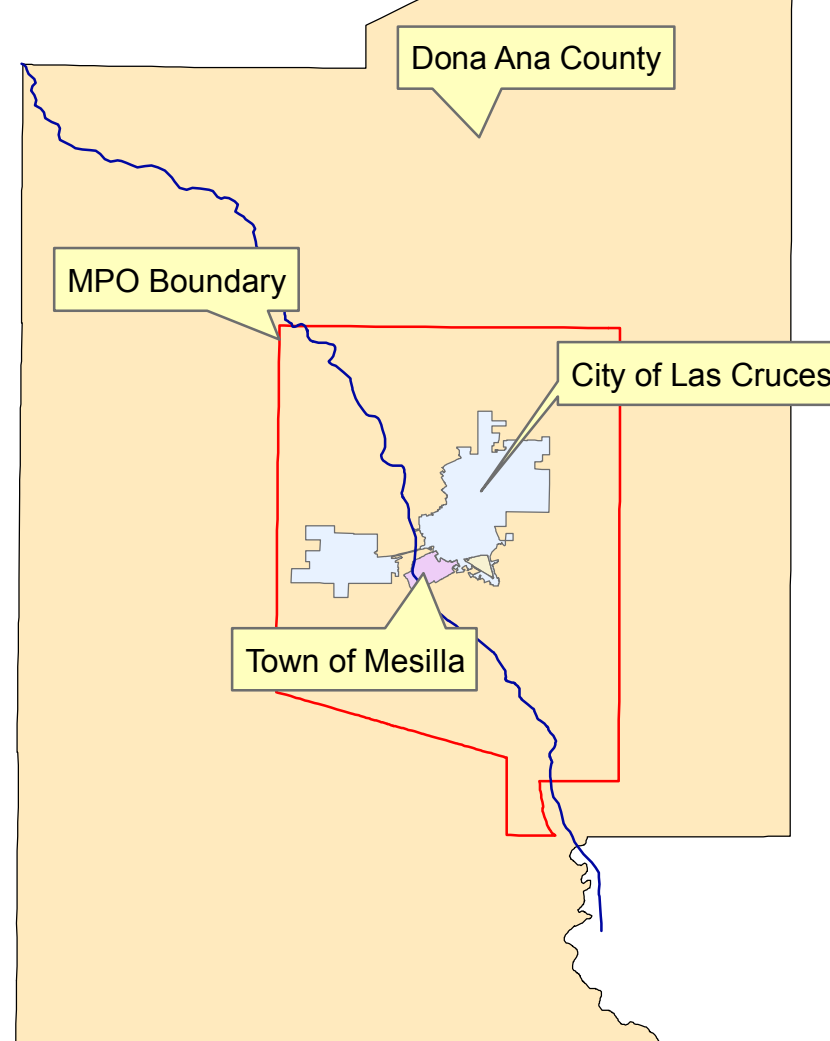 Dona Ana County
MPO Boundary
City of Las Cruces
Town of Mesilla